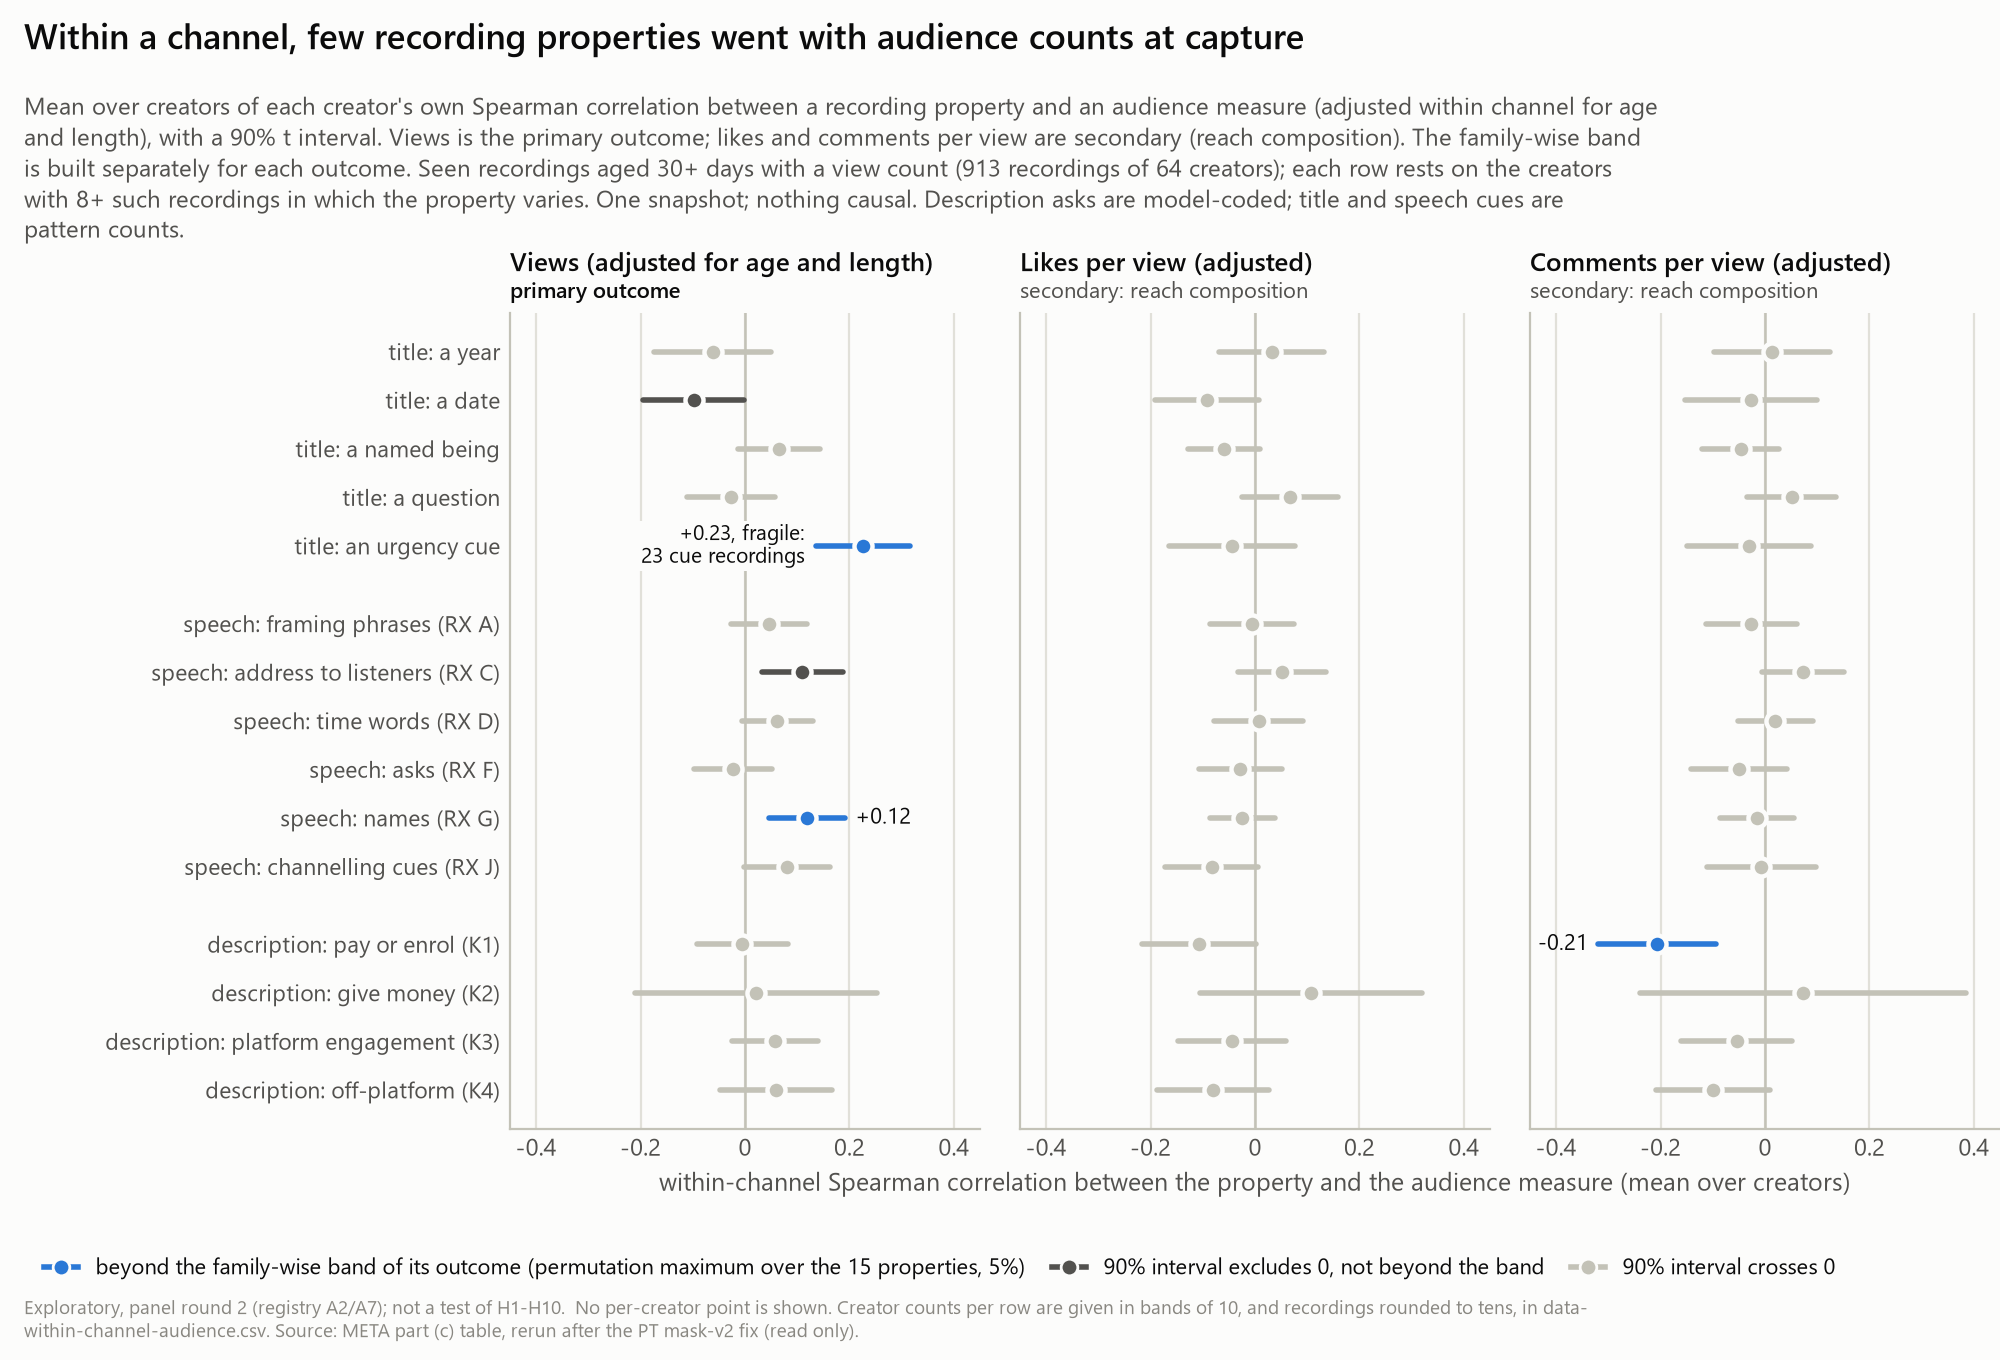 Within a channel, few recording properties went with audience counts at capture
Mean over creators of each creator's own Spearman correlation between a recording property and an audience measure (adjusted within channel for age
and length), with a 90% t interval. Views is the primary outcome; likes and comments per view are secondary (reach composition). The family-wise band
is built separately for each outcome. Seen recordings aged 30+ days with a view count (913 recordings of 64 creators); each row rests on the creators
with 8+ such recordings in which the property varies. One snapshot; nothing causal. Description asks are model-coded; title and speech cues are
pattern counts.
Views (adjusted for age and length)
primary outcome
Likes per view (adjusted)
secondary: reach composition
Comments per view (adjusted)
secondary: reach composition
title: a year
title: a date
title: a named being
title: a question
title: an urgency cue
+0.23, fragile:
23 cue recordings
speech: framing phrases (RX A)
speech: address to listeners (RX C)
speech: time words (RX D)
speech: asks (RX F)
speech: names (RX G)
+0.12
speech: channelling cues (RX J)
description: pay or enrol (K1)
-0.21
description: give money (K2)
description: platform engagement (K3)
description: off-platform (K4)
-0.4 -0.2 0 0.2 0.4
-0.4 -0.2 0 0.2 0.4
-0.4 -0.2 0 0.2 0.4
within-channel Spearman correlation between the property and the audience measure (mean over creators)
beyond the family-wise band of its outcome (permutation maximum over the 15 properties, 5%)
90% interval excludes 0, not beyond the band
90% interval crosses 0
Exploratory, panel round 2 (registry A2/A7); not a test of H1-H10. No per-creator point is shown. Creator counts per row are given in bands of 10, and recordings rounded to tens, in data-
within-channel-audience.csv. Source: META part (c) table, rerun after the PT mask-v2 fix (read only).